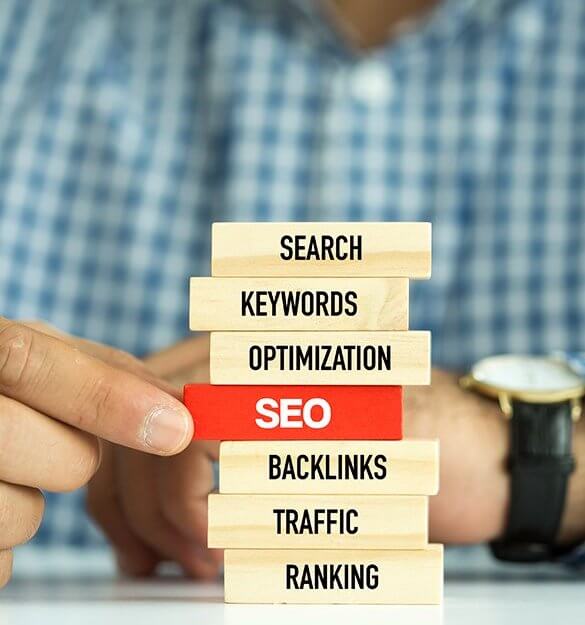 SEARCH
KEYWORDS
OPTIMIZATION
SEO
BACKLINKS
TRAFFIC
RANKING